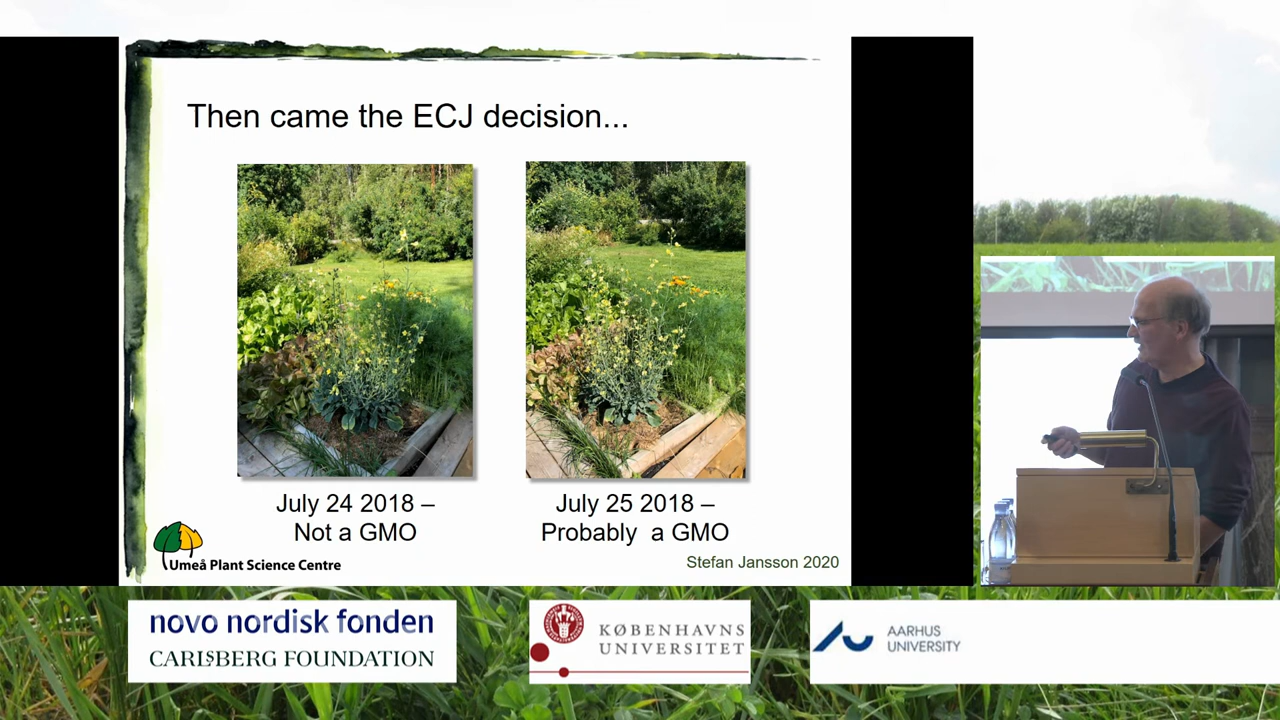 Then came the ECJ decision...
July 24 2018 –
Not a GMO
July 25 2018 –
Probably a GMO
Umeå Plant Science Centre
Stefan Jansson 2020
novo nordisk fonden
CARLSBERG FOUNDATION
KØBENHAVNS
UNIVERSITET
AARHUS
UNIVERSITY